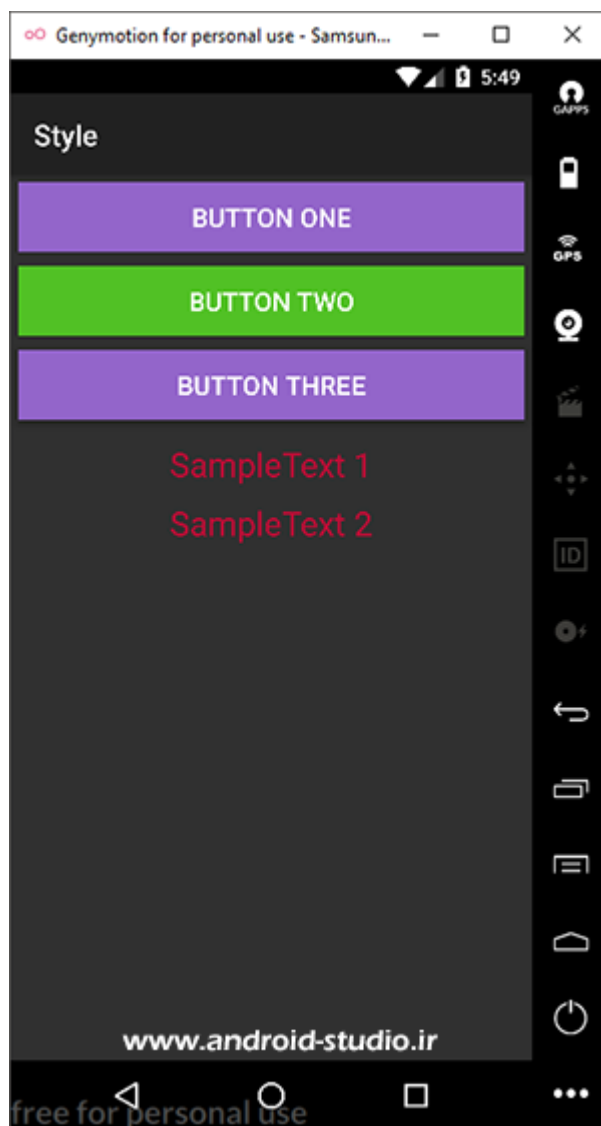 Genymotion for personal use - Samsun...
5:49
GAPPS
Style
BUTTON ONE
GPS
BUTTON TWO
BUTTON THREE
SampleText 1
SampleText 2
ID
www.android-studio.ir
free for personal use